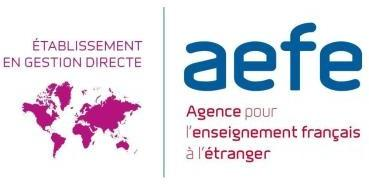 ÉTABLISSEMENT
EN GESTION DIRECTE
aefe
Agence pour
l'enseignement français
à l'étranger